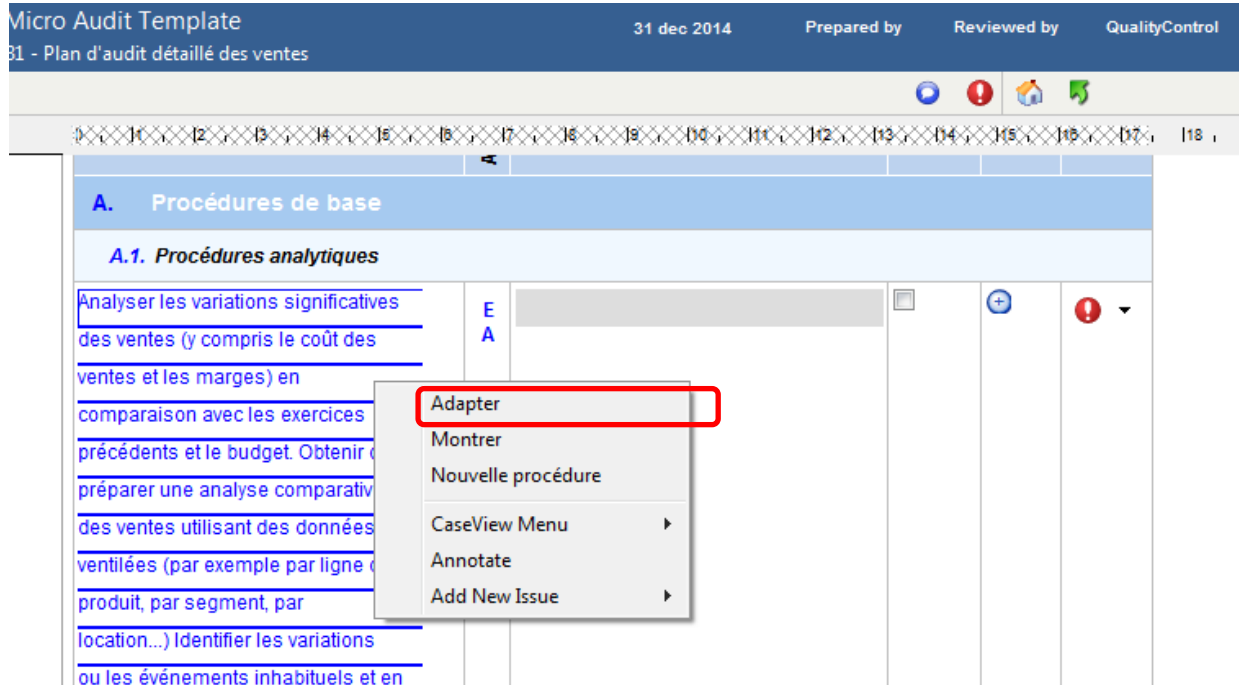 Micro Audit Template
31 dec 2014 Prepared by Reviewed by QualityControl
31 - Plan d'audit détaillé des ventes
1 2 3 4 5 6 7 8 9 10 11 12 13 14 15 16 17 18
A
A. Procédures de base
A.1. Procédures analytiques
Analyser les variations significatives
des ventes (y compris le coût des
ventes et les marges) en
comparaison avec les exercices
précédents et le budget. Obtenir
préparer une analyse comparativ
des ventes utilisant des données
ventilées (par exemple par ligne
produit, par segment, par
location...) Identifier les variations
ou les événements inhabituels et en
E
A
Adapter
Montrer
Nouvelle procédure
CaseView Menu
Annotate
Add New Issue